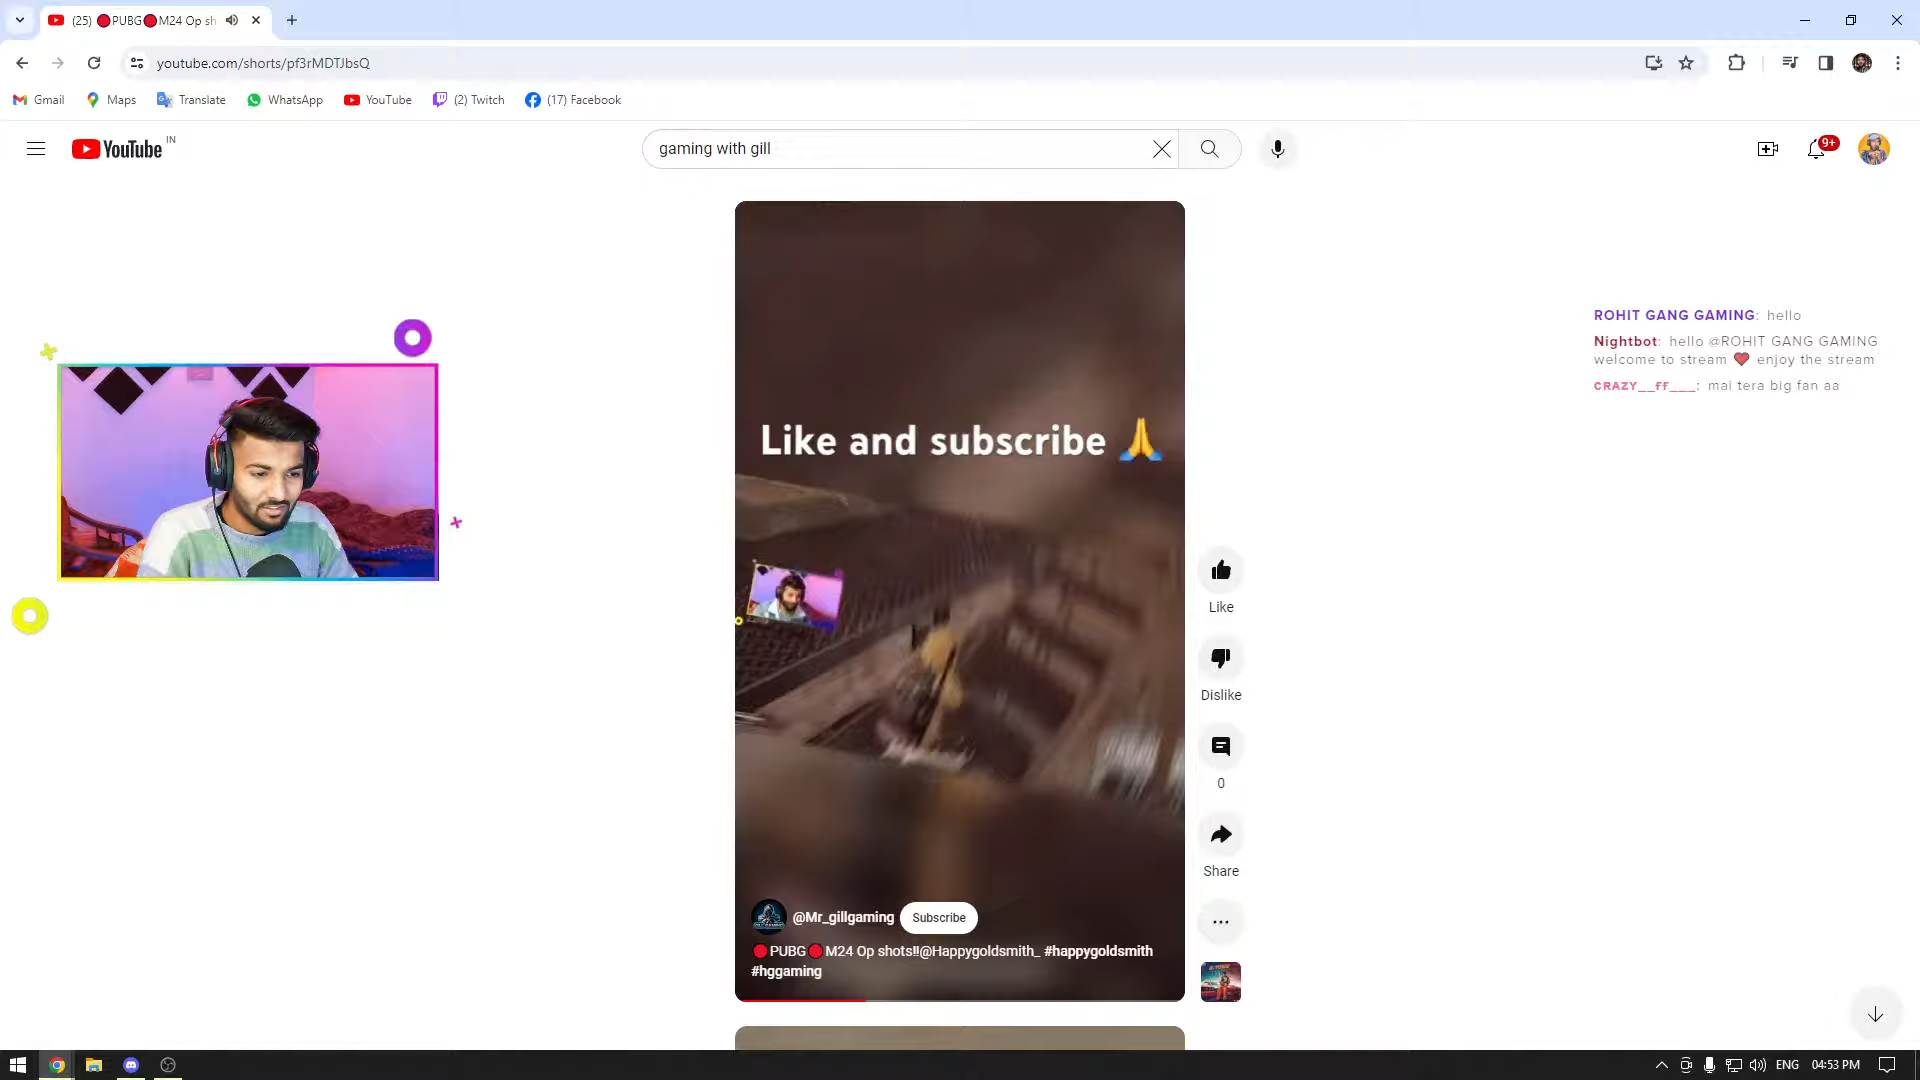 (25) 🔴PUBG🔴M24 Op sh
youtube.com/shorts/pf3rMDTJbsQ
Gmail
Maps
Translate
WhatsApp
YouTube
(2) Twitch
(17) Facebook
YouTube IN
gaming with gill
9+
ROHIT GANG GAMING: hello
Nightbot: hello @ROHIT GANG GAMING
welcome to stream ❤️ enjoy the stream
CRAZY__ff___: mai tera big fan aa
Like and subscribe 🙏
Like
Dislike
0
Share
@Mr_gillgaming
Subscribe
🔴PUBG🔴M24 Op shots!!@Happygoldsmith_ #happygoldsmith
#hggaming
ENG
04:53 PM